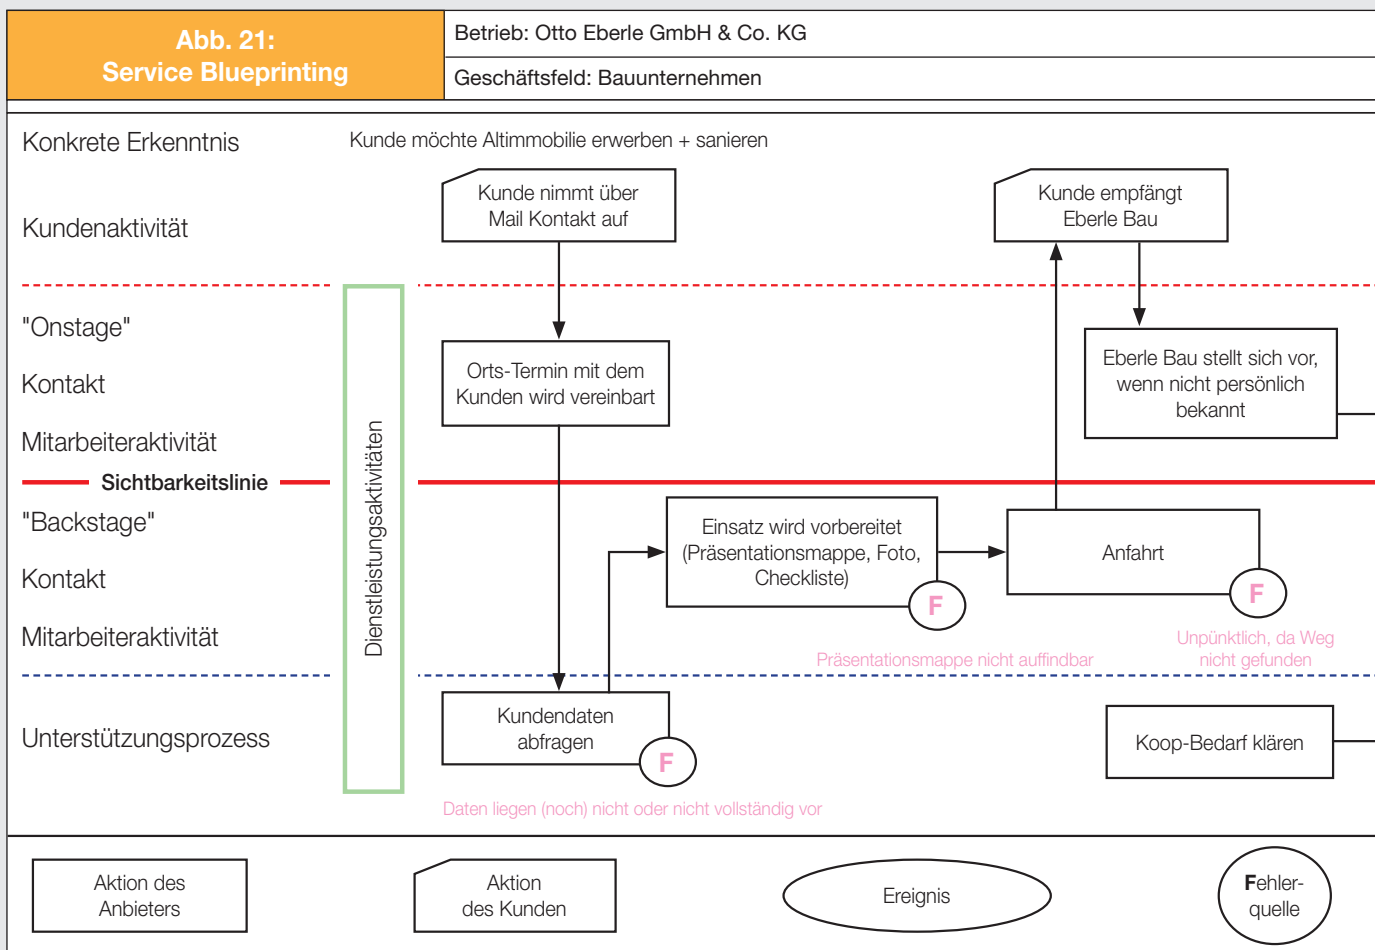 Abb. 21:
Service Blueprinting
Betrieb: Otto Eberle GmbH & Co. KG
Geschäftsfeld: Bauunternehmen
Konkrete Erkenntnis
Kunde möchte Altimmobilie erwerben + sanieren
Kundenaktivität
Kunde nimmt über
Mail Kontakt auf
Kunde empfängt
Eberle Bau
"Onstage"
Kontakt
Mitarbeiteraktivität
Dienstleistungsaktivitäten
Orts-Termin mit dem
Kunden wird vereinbart
Eberle Bau stellt sich vor,
wenn nicht persönlich
bekannt
Sichtbarkeitslinie
"Backstage"
Kontakt
Mitarbeiteraktivität
Einsatz wird vorbereitet
(Präsentationsmappe, Foto,
Checkliste)
F
Präsentationsmappe nicht auffindbar
Anfahrt
F
Unpünktlich, da Weg
nicht gefunden
Unterstützungsprozess
Kundendaten
abfragen
F
Daten liegen (noch) nicht oder nicht vollständig vor
Koop-Bedarf klären
Aktion des
Anbieters
Aktion
des Kunden
Ereignis
Fehler-
quelle